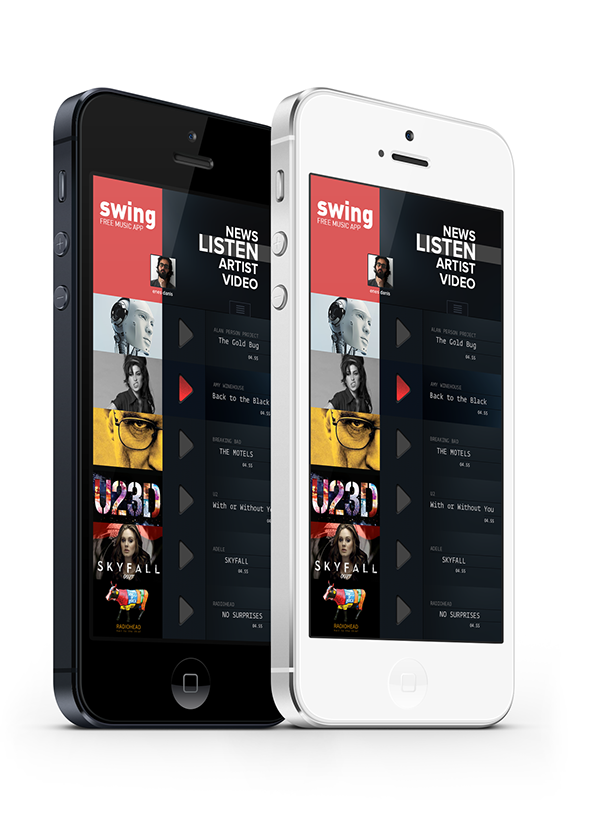 swing
FREE MUSIC APP
NEWS
LISTEN
ARTIST
VIDEO
enes danis
ALAN PERSON PROJECT
The Gold Bug
04.55
AMY WINEHOUSE
Back to the Black
04.55
BREAKING BAD
THE MOTELS
04.55
U23D
U2
With or Without You
04.55
SKYFALL
ADELE
SKYFALL
04.55
RADIOHEAD
RADIOHEAD
NO SURPRISES
04.55
swing
FREE MUSIC APP
NEWS
LISTEN
ARTIST
VIDEO
enes danis
ALAN PERSON PROJECT
The Gold Bug
04.55
AMY WINEHOUSE
Back to the Black
04.55
BREAKING BAD
THE MOTELS
04.55
U23D
U2
With or Without You
04.55
SKYFALL
ADELE
SKYFALL
04.55
RADIOHEAD
RADIOHEAD
NO SURPRISES
04.55